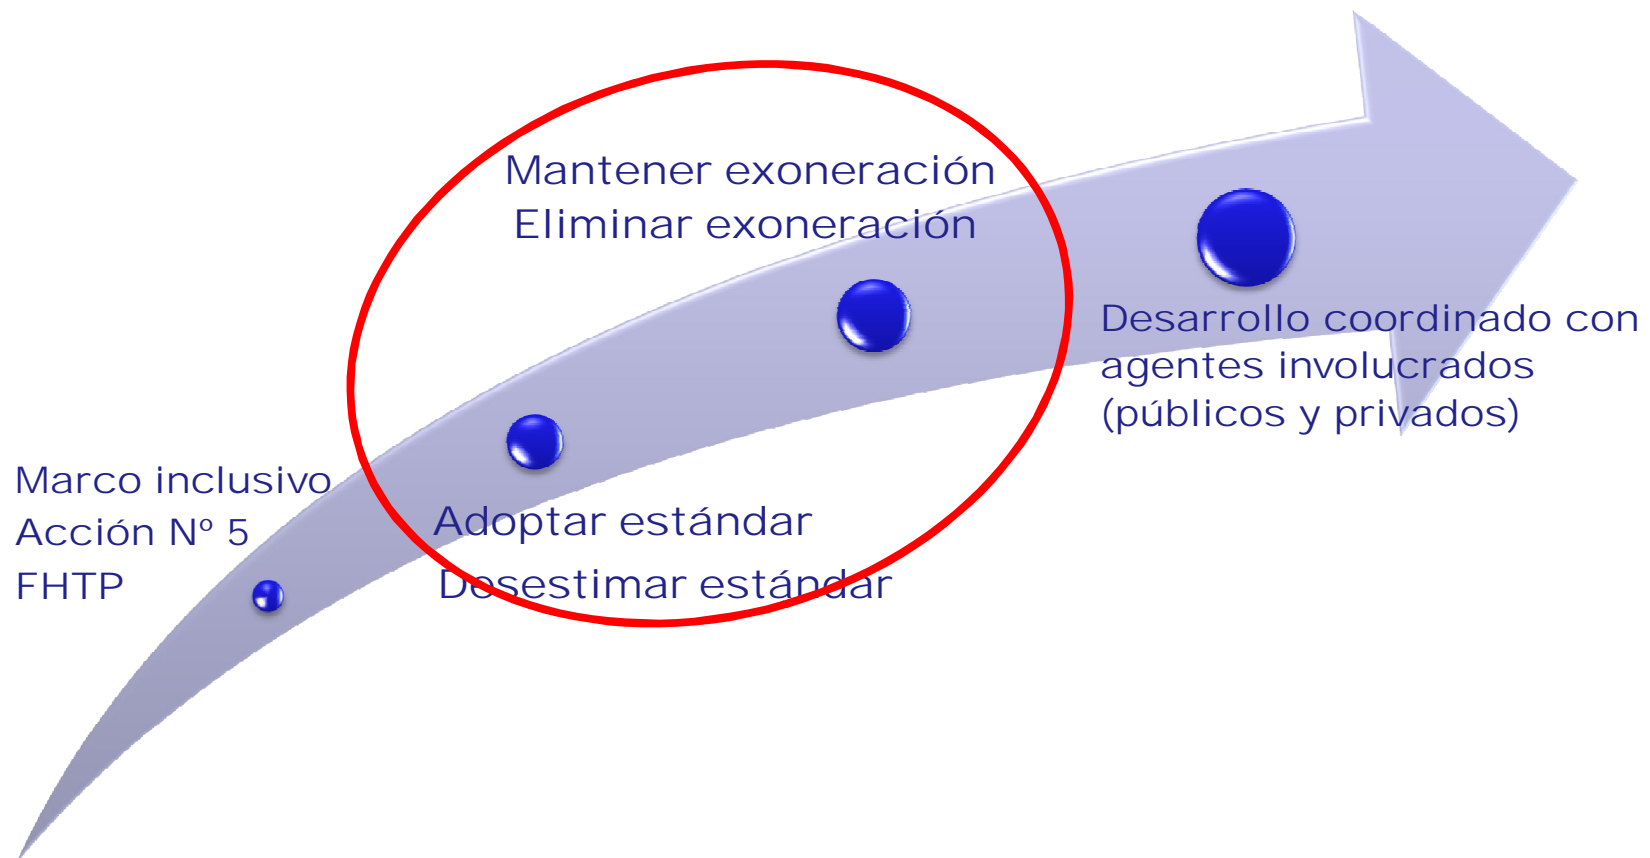 Marco inclusivo
Acción Nº 5
FHTP
Adoptar estándar
Desestimar estándar
Mantener exoneración
Eliminar exoneración
Desarrollo coordinado con
agentes involucrados
(públicos y privados)